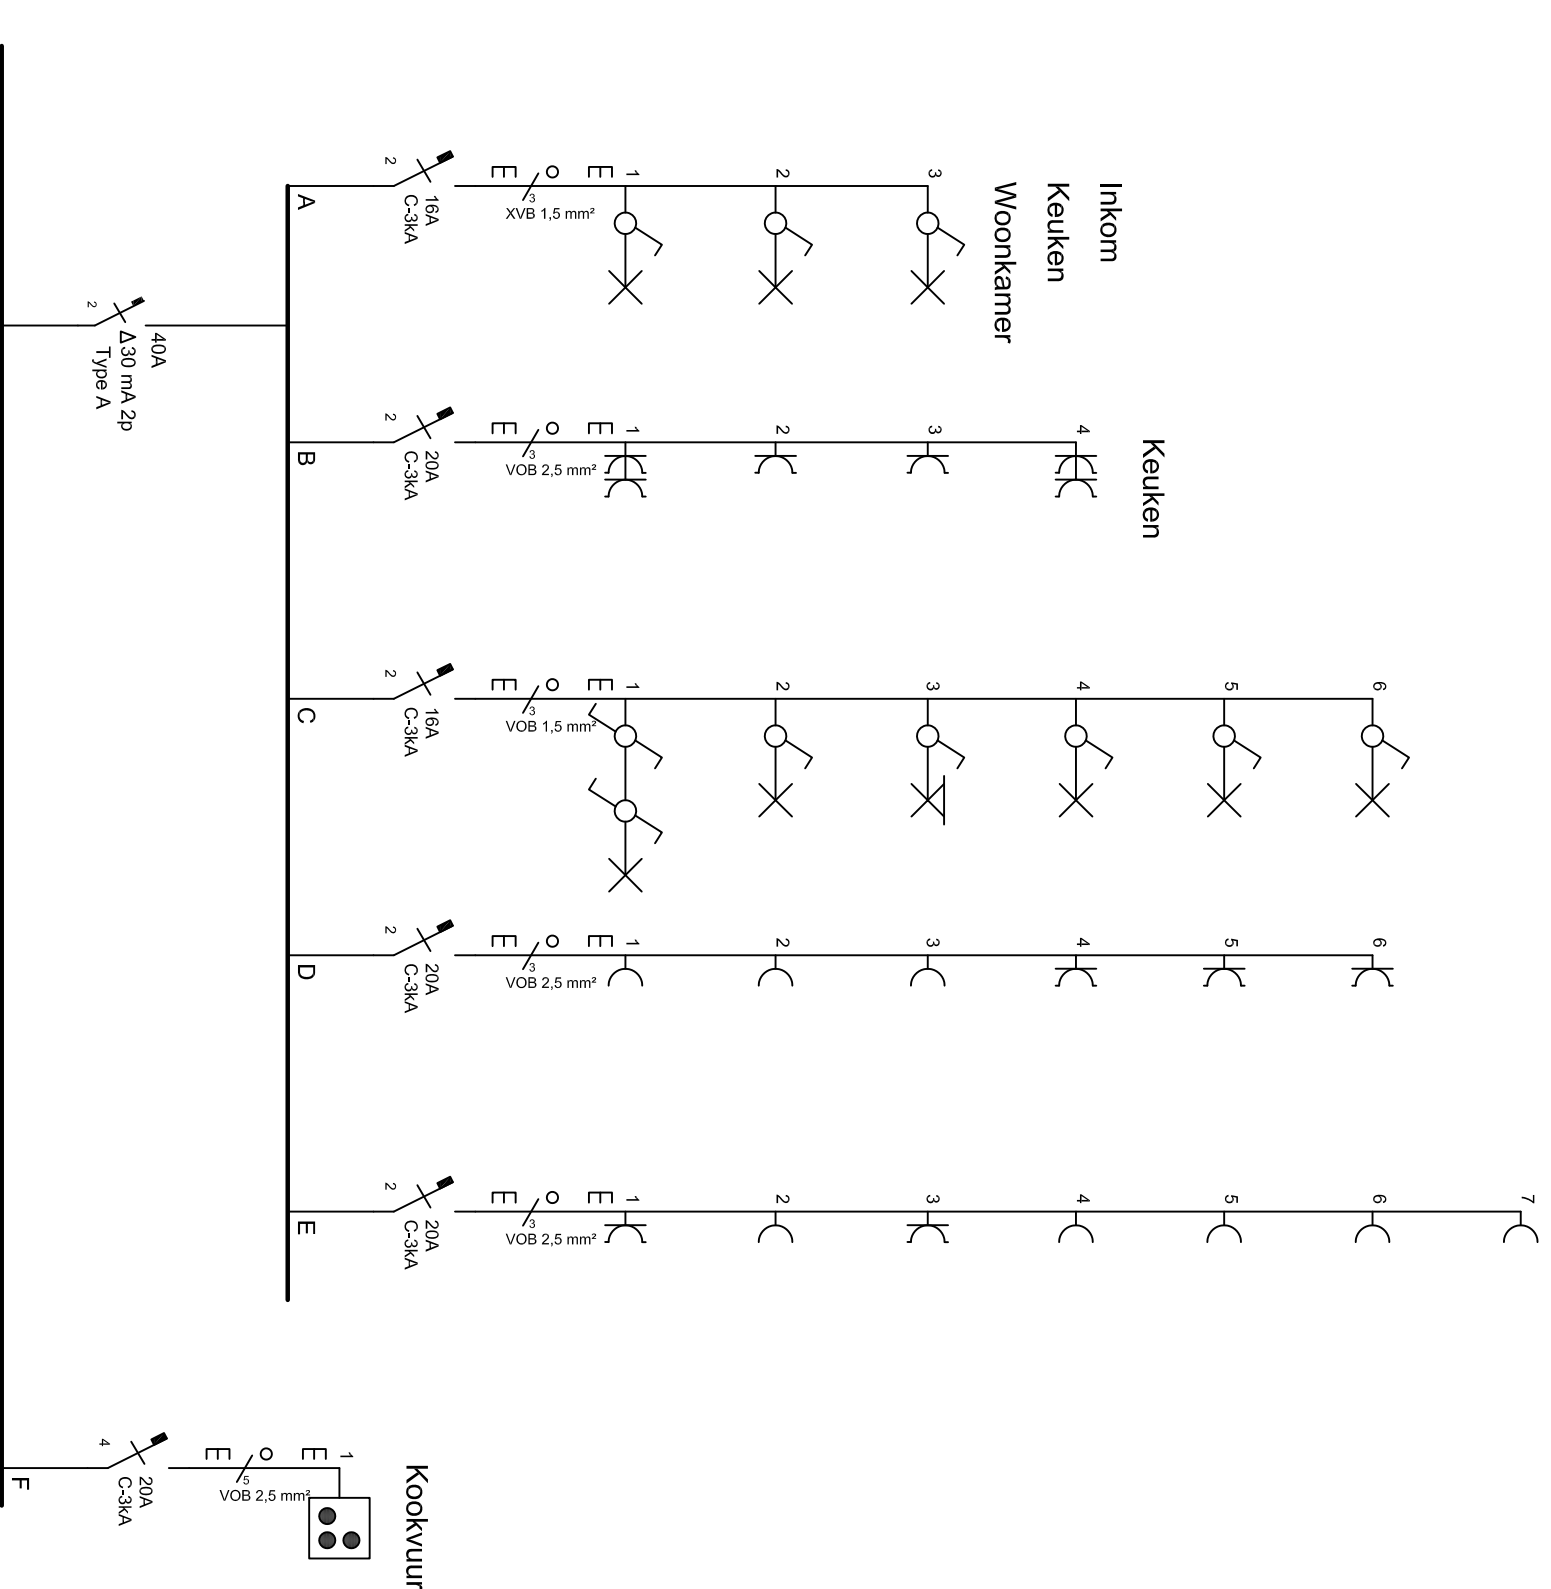 A
2
16A
C-3kA
3
XVB 1,5 mm²
1
2
3
Woonkamer
Keuken
Inkom
2
40A
Δ30 mA 2p
Type A
B
2
20A
C-3kA
3
VOB 2,5 mm²
1
2
3
4
Keuken
C
2
16A
C-3kA
3
VOB 1,5 mm²
1
2
3
4
5
6
D
2
20A
C-3kA
3
VOB 2,5 mm²
1
2
3
4
5
6
E
2
20A
C-3kA
3
VOB 2,5 mm²
1
2
3
4
5
6
7
F
4
20A
C-3kA
5
VOB 2,5 mm²
1
Kookvuur